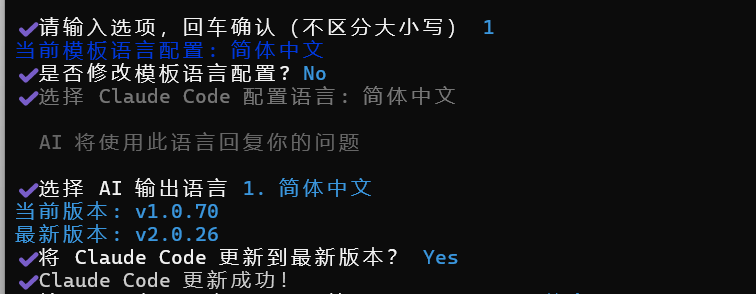 ✔请输入选项，回车确认（不区分大小写） 1
当前模板语言配置: 简体中文
✔是否修改模板语言配置? No
✔选择 Claude Code 配置语言: 简体中文
AI 将使用此语言回复你的问题
✔选择 AI 输出语言 1. 简体中文
当前版本: v1.0.70
最新版本: v2.0.26
✔将 Claude Code 更新到最新版本? Yes
✔Claude Code 更新成功!